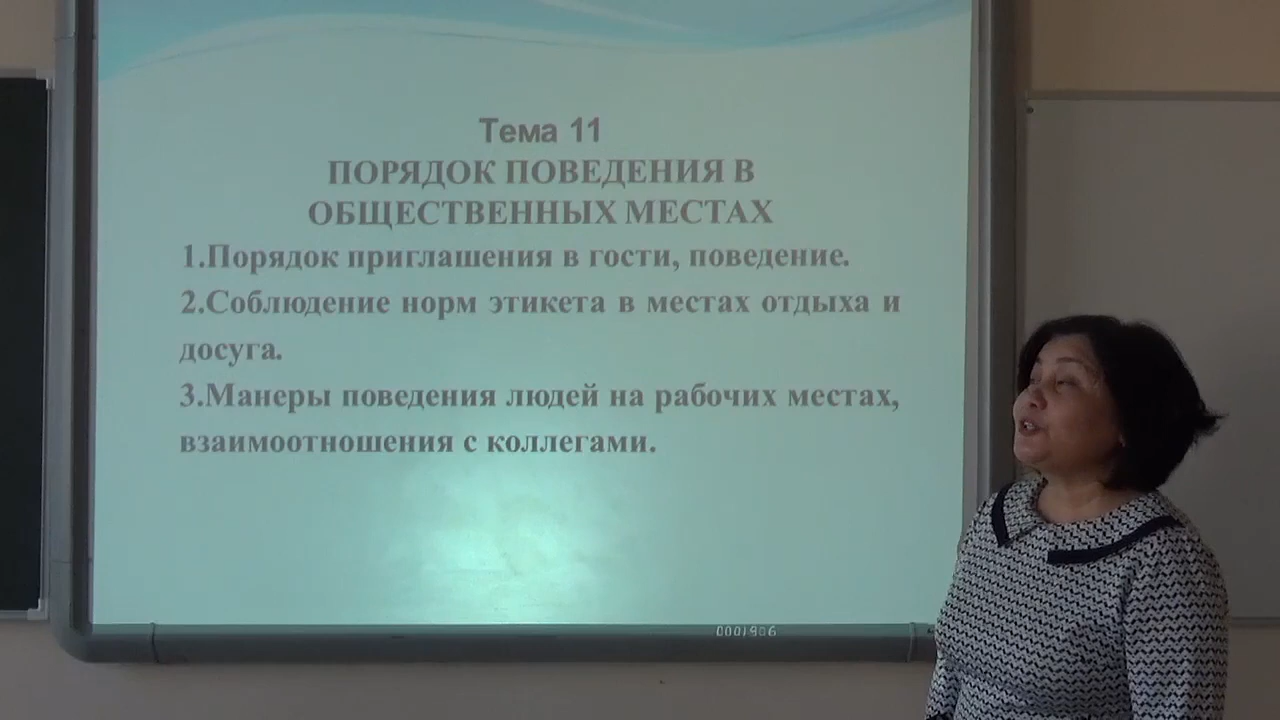 Тема 11
ПОРЯДОК ПОВЕДЕНИЯ В
ОБЩЕСТВЕННЫХ МЕСТАХ
1.Порядок приглашения в гости, поведение.
2.Соблюдение норм этикета в местах отдыха и
досуга.
3.Манеры поведения людей на рабочих местах,
взаимоотношения с коллегами.
0001906